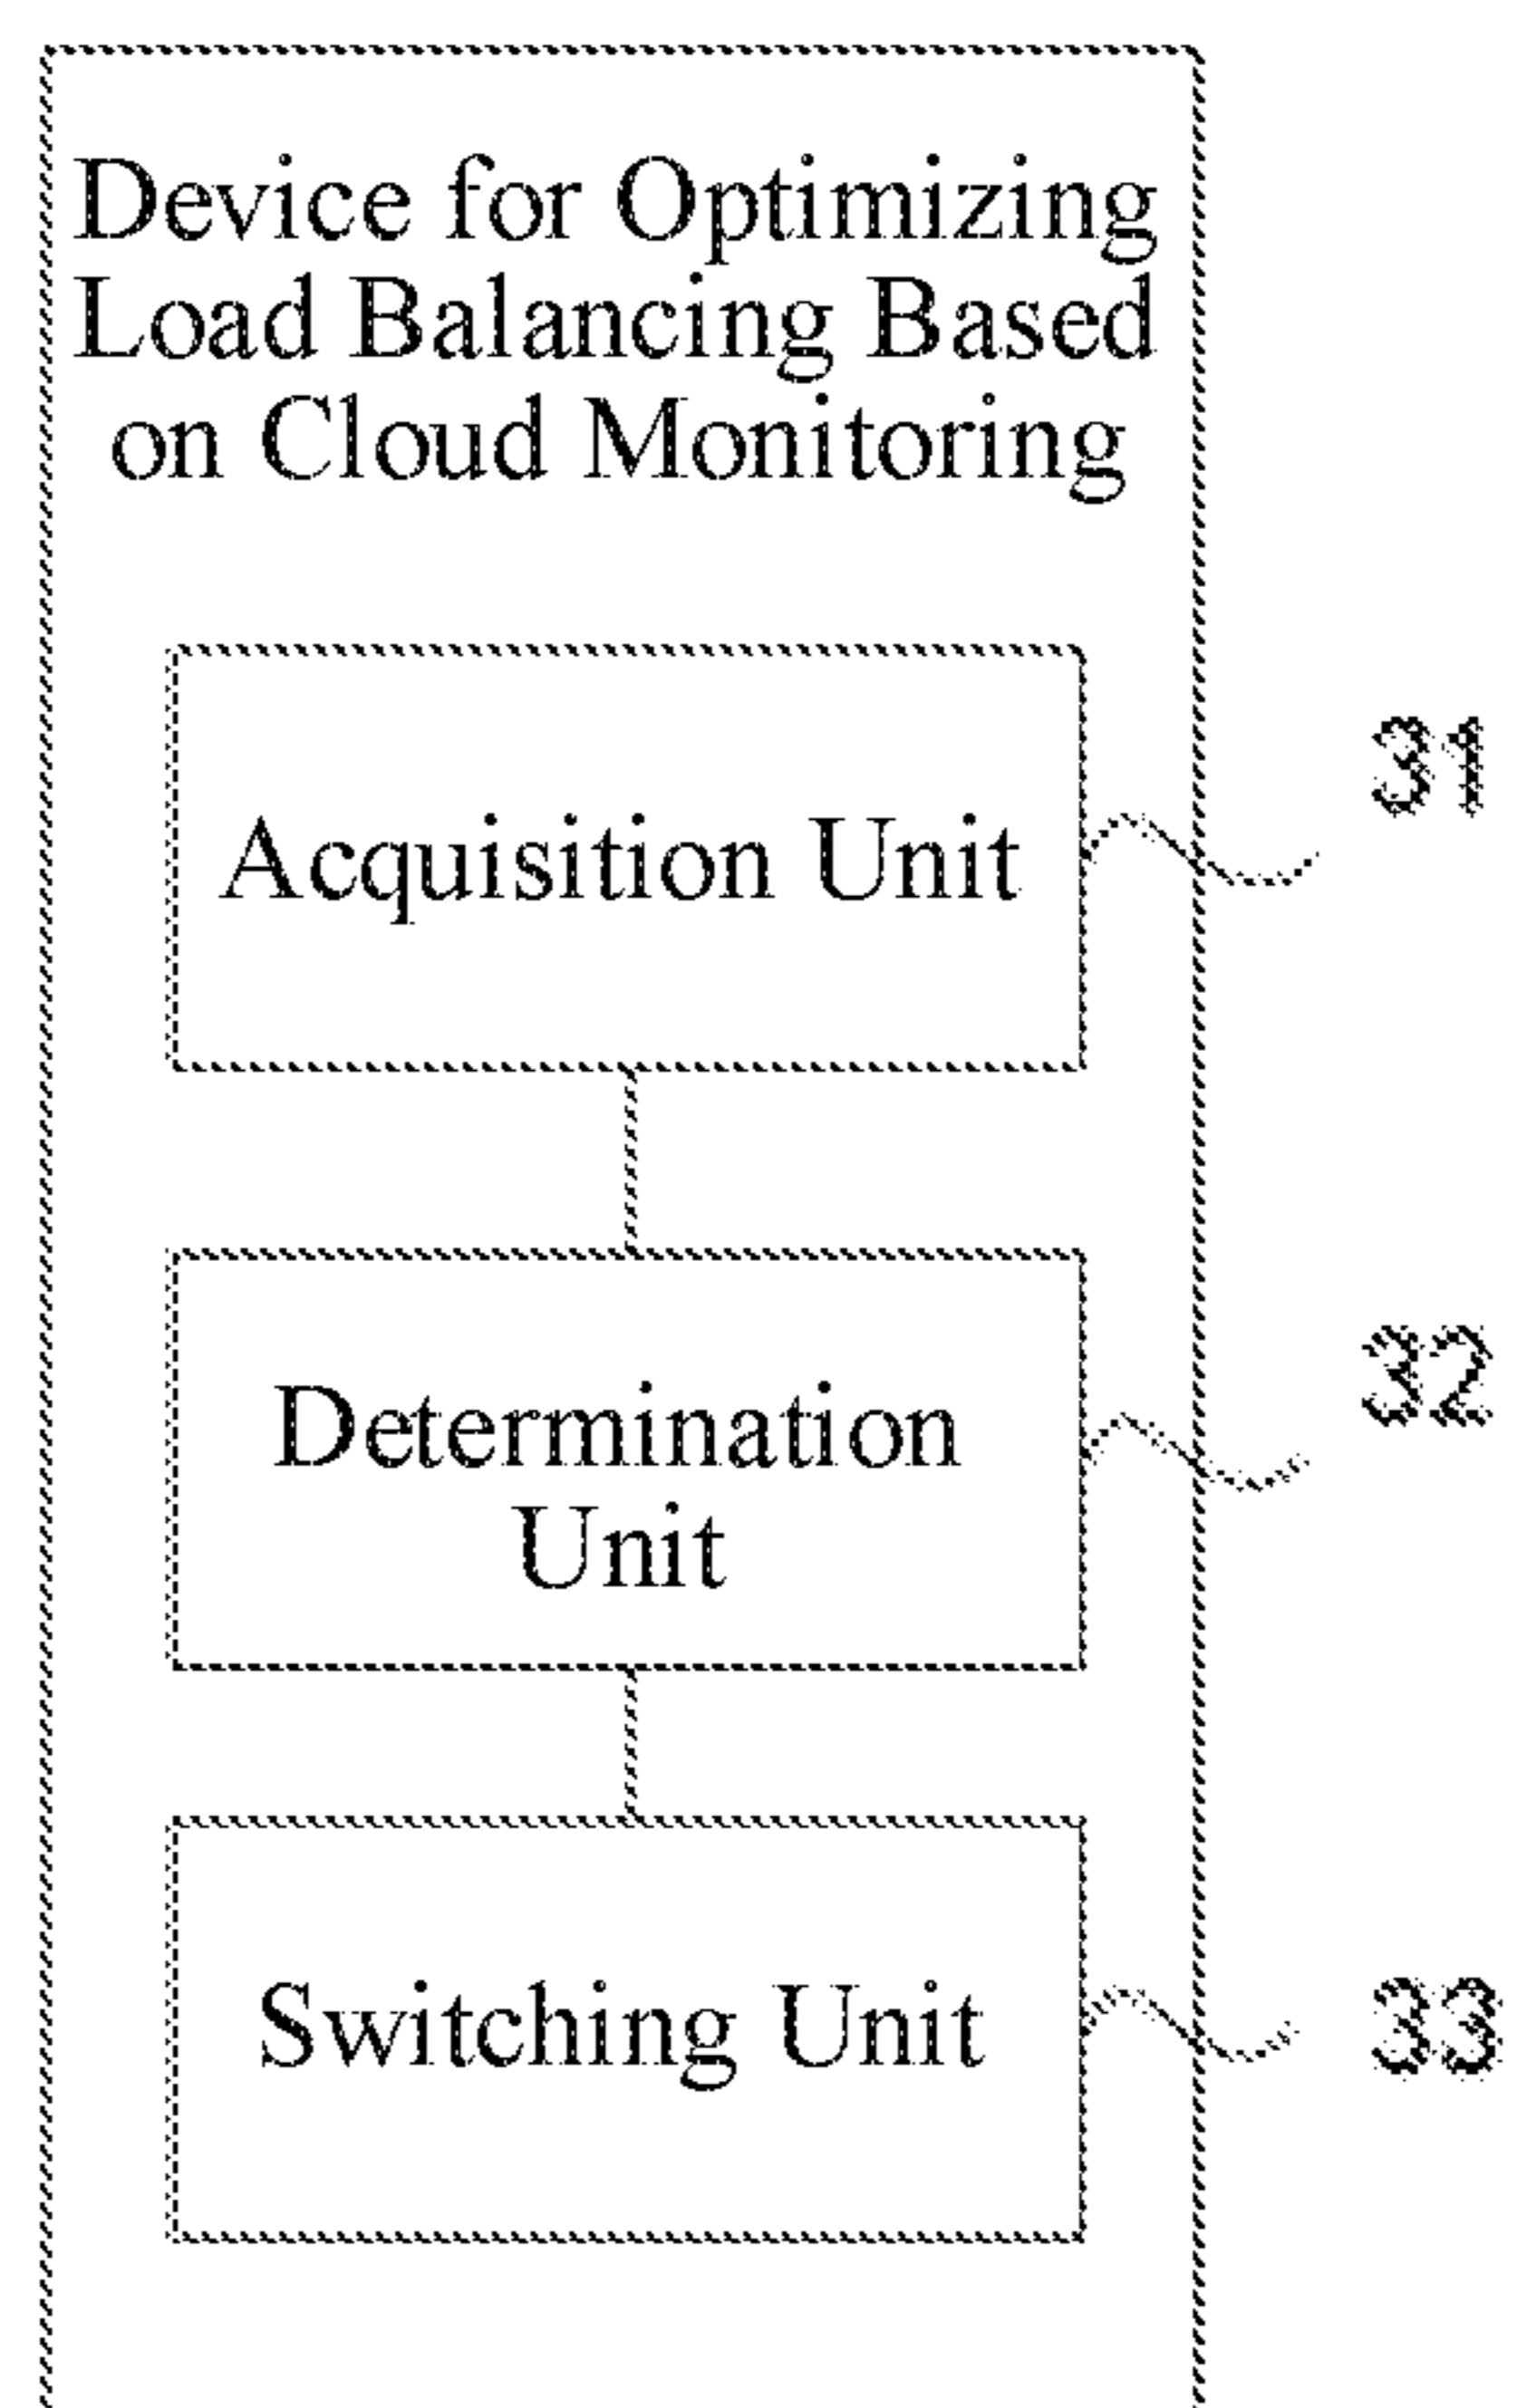 Device for Optimizing
Load Balancing Based
on Cloud Monitoring
Acquisition Unit
31
Determination
Unit
32
Switching Unit
33